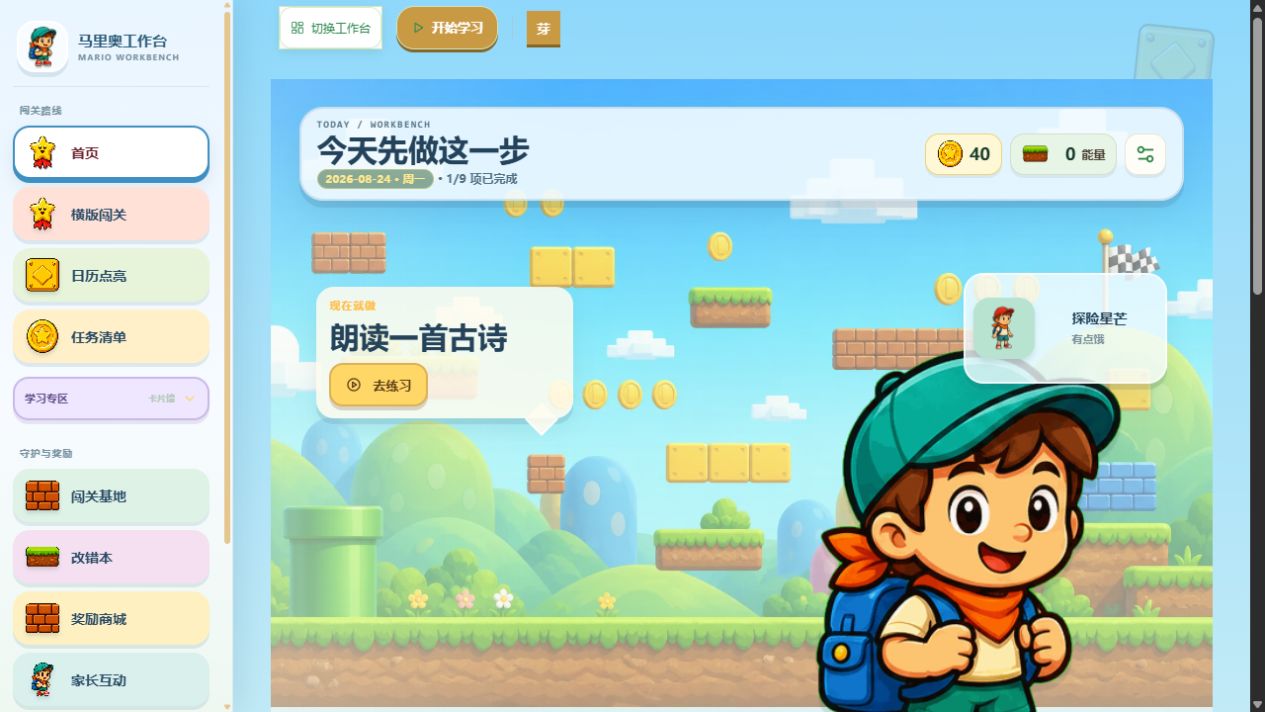 马里奥工作台
MARIO WORKBENCH
闯关路线
首页
横版闯关
日历点亮
任务清单
学习专区
卡片馆
守护与奖励
闯关基地
改错本
奖励商城
家长互动
切换工作台
开始学习
芽
TODAY / WORKBENCH
今天先做这一步
2026-08-24 • 周一 • 1/9 项已完成
40
0 能量
现在就做
朗读一首古诗
去练习
探险星芒
有点饿